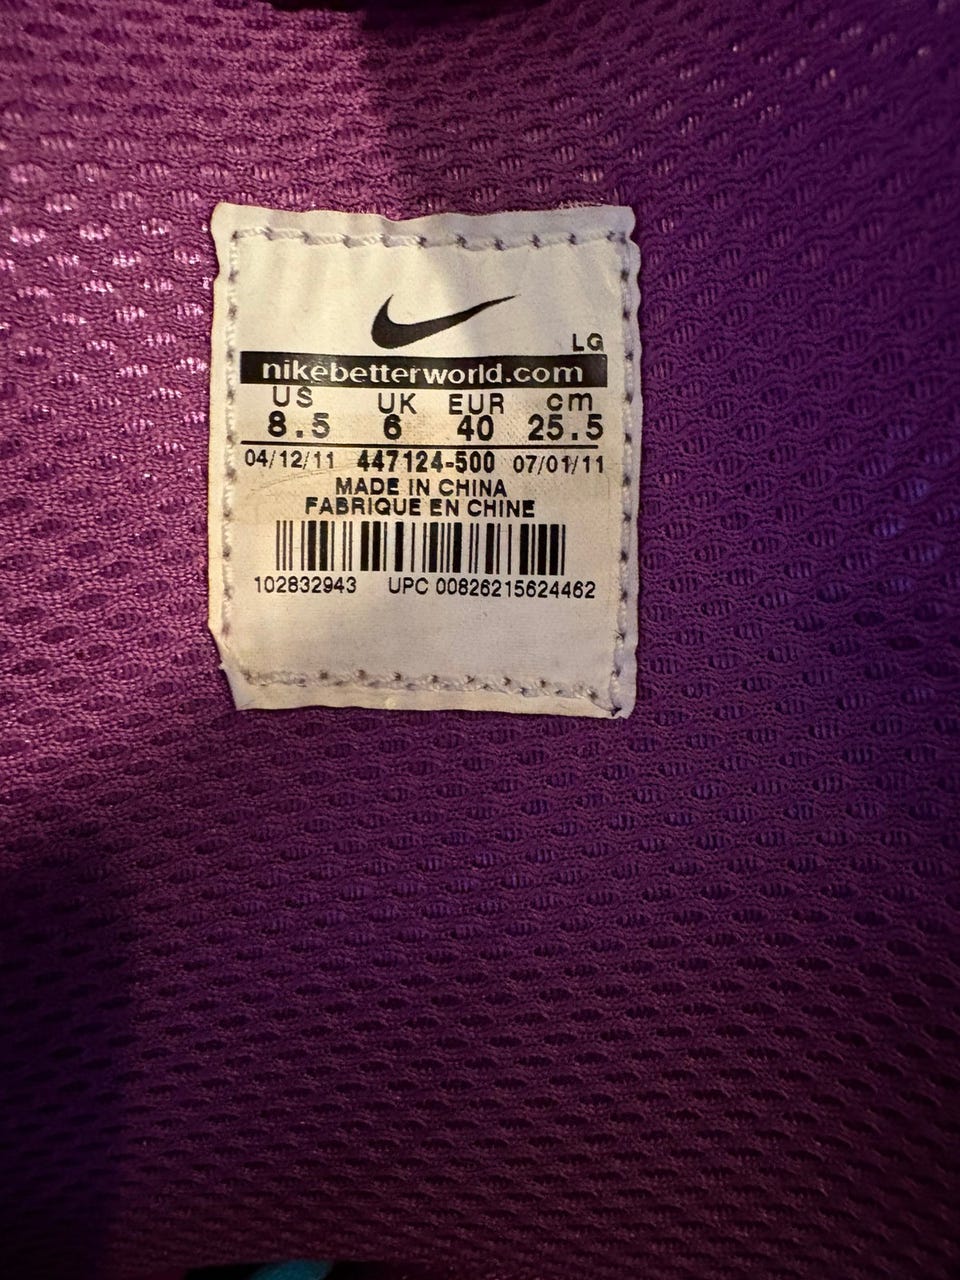 LG
nikebetterworld.com
US UK EUR cm
8.5 6 40 25.5
04/12/11 447124-500 07/01/11
MADE IN CHINA
FABRIQUE EN CHINE
102832943 UPC 00826215624462